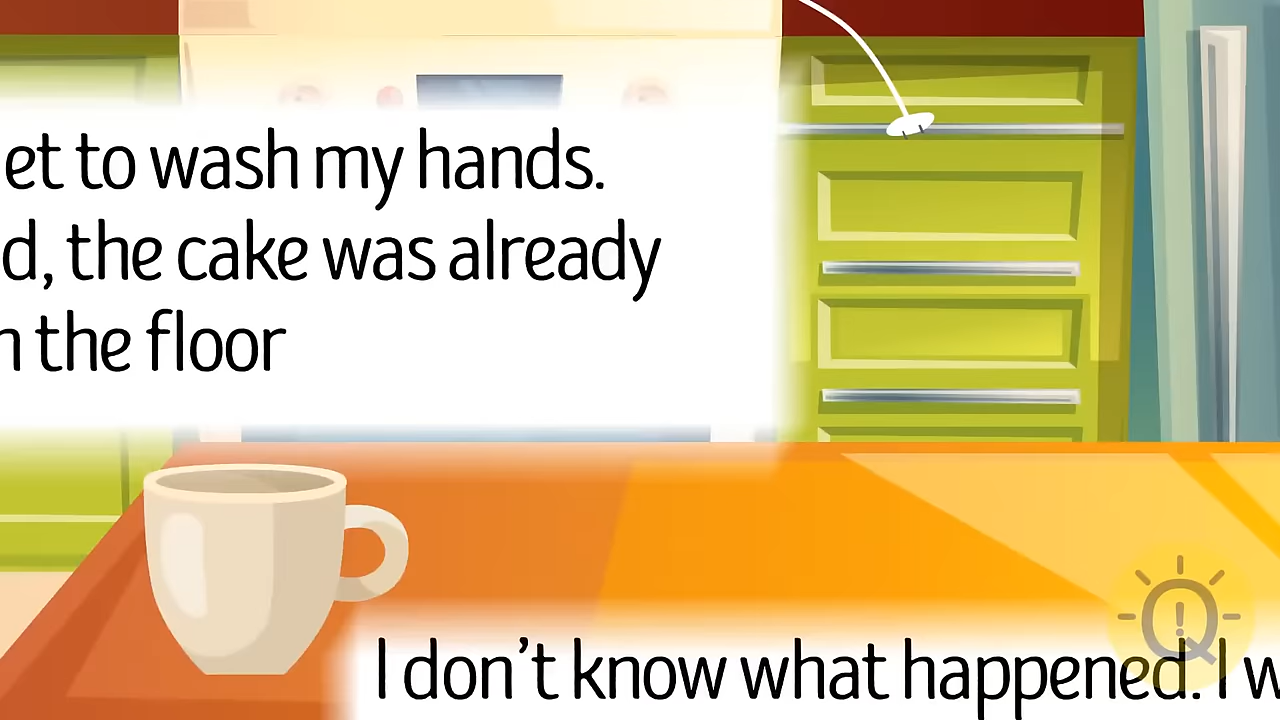 et to wash my hands.
d, the cake was already
the floor
I don't know what happened. I w